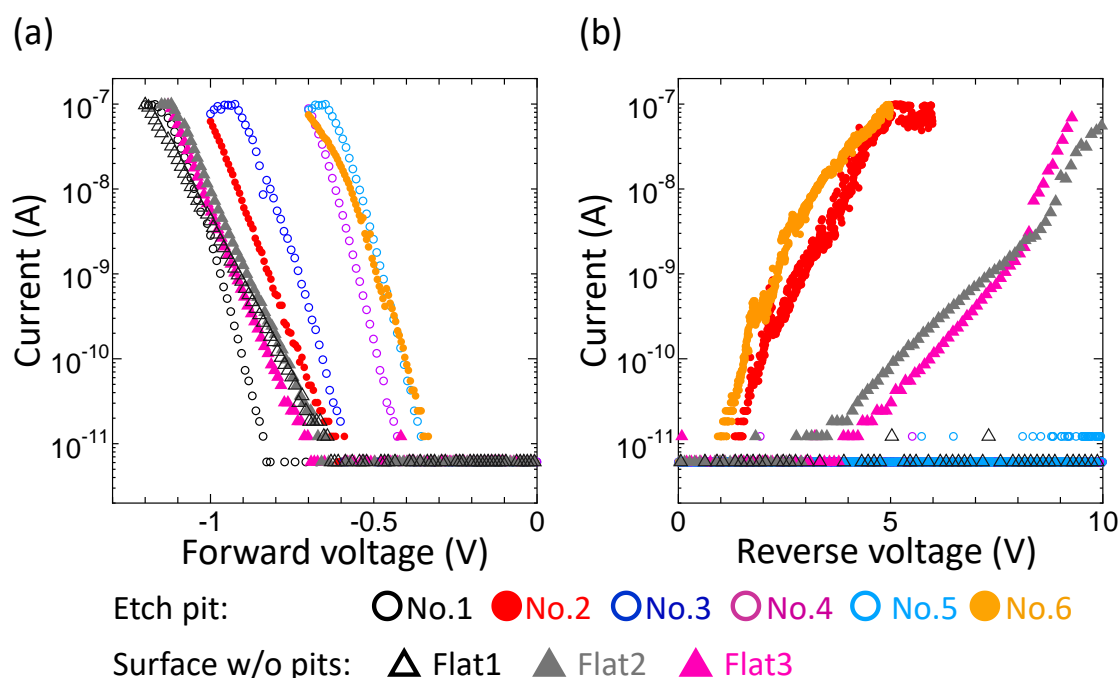 (a)
(b)
10⁻⁷
10⁻⁸
10⁻⁹
10⁻¹⁰
10⁻¹¹
Current (A)
-1
-0.5
0
Forward voltage (V)
10⁻⁷
10⁻⁸
10⁻⁹
10⁻¹⁰
10⁻¹¹
Current (A)
0
5
10
Reverse voltage (V)
Etch pit: No.1 No.2 No.3 No.4 No.5 No.6
Surface w/o pits: Flat1 Flat2 Flat3